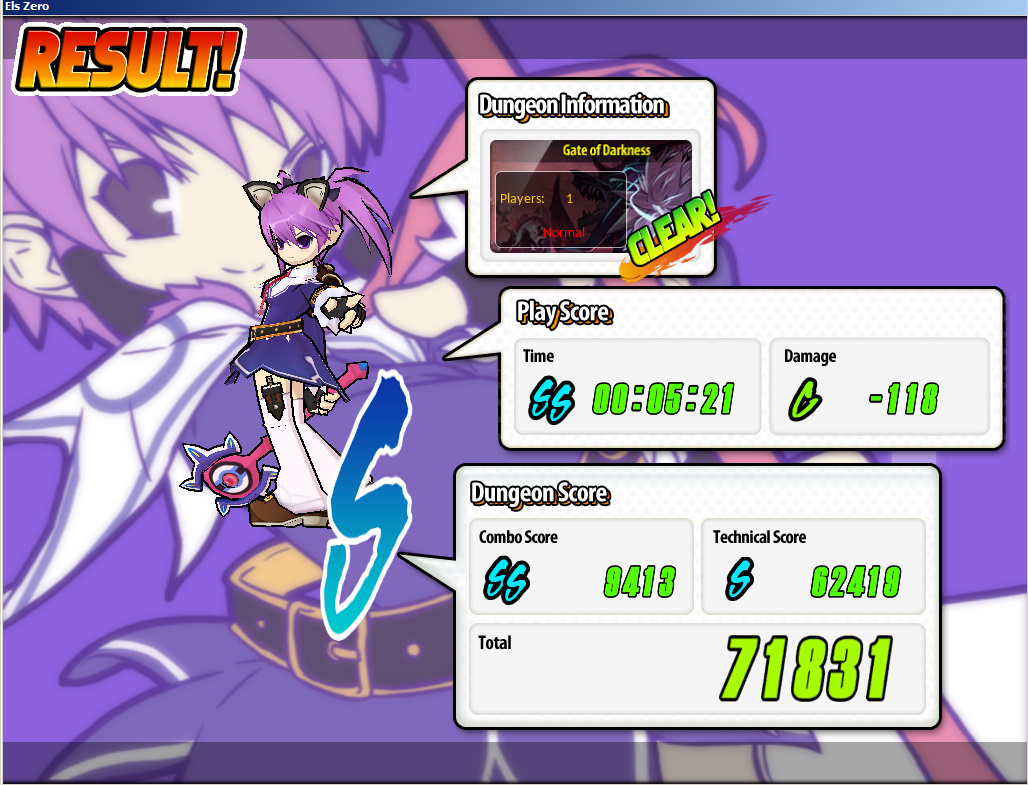 Els Zero
RESULT!
Dungeon Information
Gate of Darkness
Players: 1
Normal
CLEAR!
Play Score
Time
Damage
SS 00:05:21
C -118
S
Dungeon Score
Combo Score
Technical Score
SS 9413
S 62419
Total
71831